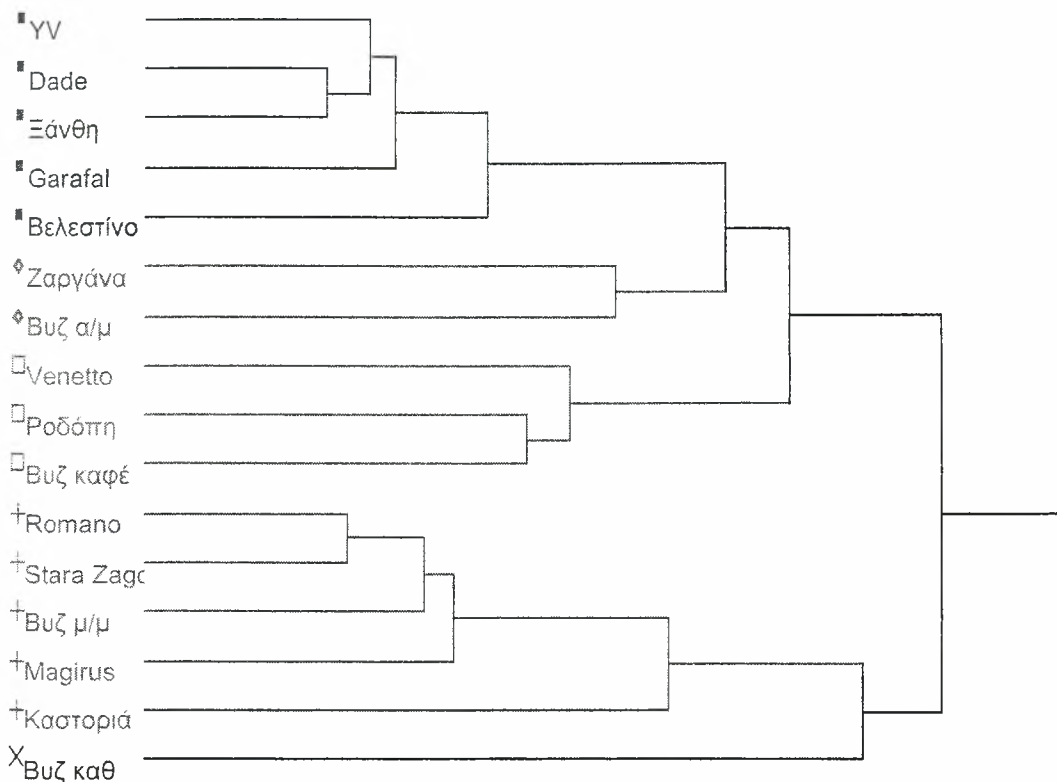 YV
Dade
Ξάνθη
Garafal
Βελεστίνο
Ζαργάνα
Βυζ α/μ
Venetto
Ροδόπη
Βυζ καφέ
Romano
Stara Zagc
Βυζ μ/μ
Magirus
Καστοριά
Βυζ καθ